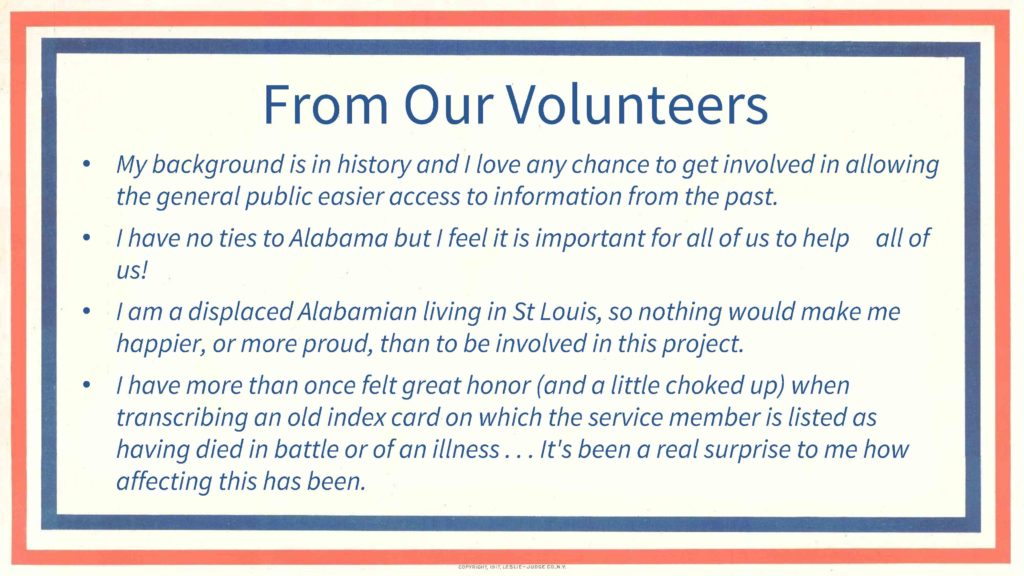 From Our Volunteers
• My background is in history and I love any chance to get involved in allowing
the general public easier access to information from the past.
• I have no ties to Alabama but I feel it is important for all of us to help    all of
us!
• I am a displaced Alabamian living in St Louis, so nothing would make me
happier, or more proud, than to be involved in this project.
• I have more than once felt great honor (and a little choked up) when
transcribing an old index card on which the service member is listed as
having died in battle or of an illness . . . It's been a real surprise to me how
affecting this has been.
COPYRIGHT, 1917, LESLIE-JUDGE CO., N.Y.